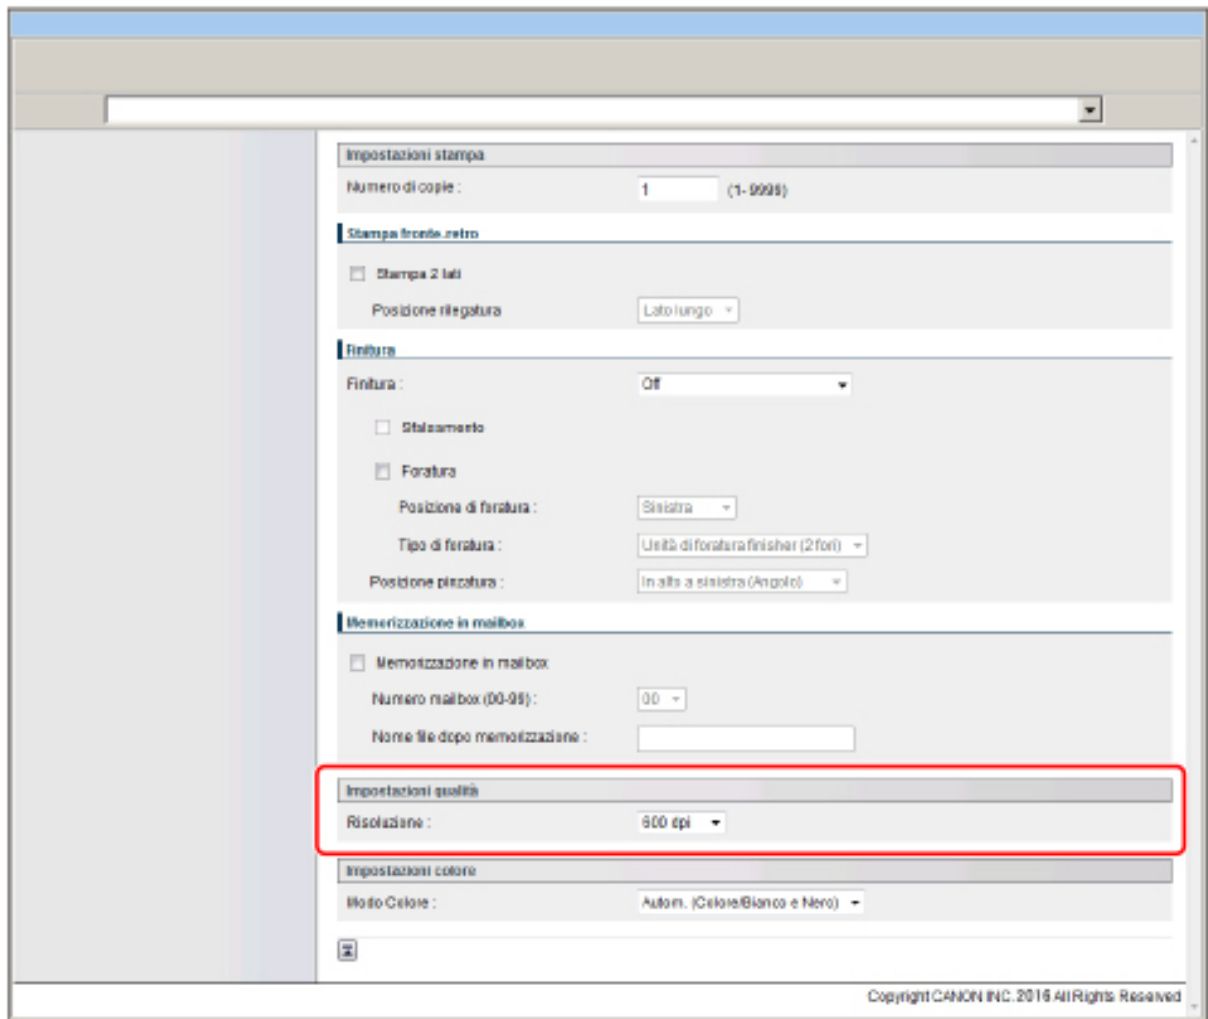 Impostazioni stampa
Numero di copie : 1 (1-9999)
Stampa fronte-retro
Stampa 2 lati
Posizione rilegatura Lato lungo
Finitura
Finitura : Off
Sfalsamento
Foratura
Posizione di foratura : Sinistra
Tipo di foratura : Unità di foratura finisher (2 fori)
Posizione pinzatura : In alto a sinistra (Angolo)
Memorizzazione in mailbox
Memorizzazione in mailbox
Numero mailbox (00-99) : 00
Nome file dopo memorizzazione :
Impostazioni qualità
Risoluzione : 600 dpi
Impostazioni colore
Modo Colore : Autom. (Colore/Bianco e Nero)
Copyright CANON INC. 2016 All Rights Reserved